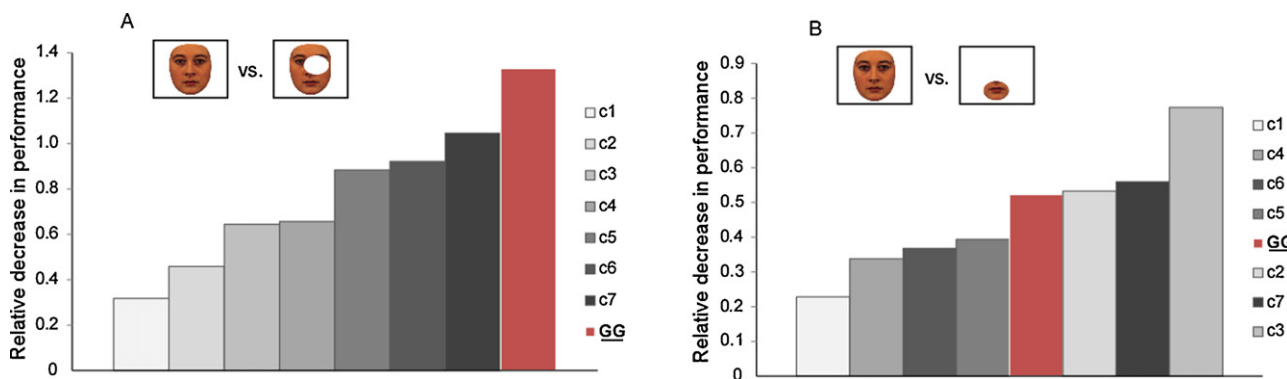 A
Relative decrease in performance
1.4
1.2
1.0
0.8
0.6
0.4
0.2
0
vs.
c1
c2
c3
c4
c5
c6
c7
GG
B
Relative decrease in performance
0.9
0.8
0.7
0.6
0.5
0.4
0.3
0.2
0.1
0
vs.
c1
c4
c6
c5
GG
c2
c7
c3